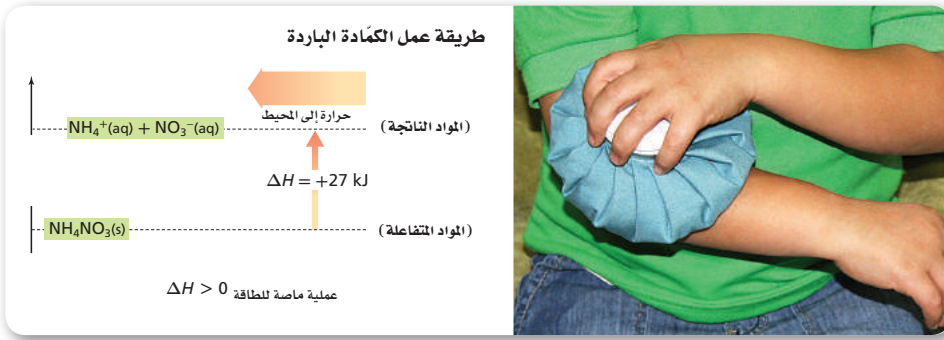 طريقة عمل الكمّادة الباردة
حرارة إلى المحيط
(المواد الناتجة)
NH₄⁺(aq) + NO₃⁻(aq)
ΔH = +27 kJ
(المواد المتفاعلة)
NH₄NO₃(s)
ΔH > 0 عملية ماصة للطاقة